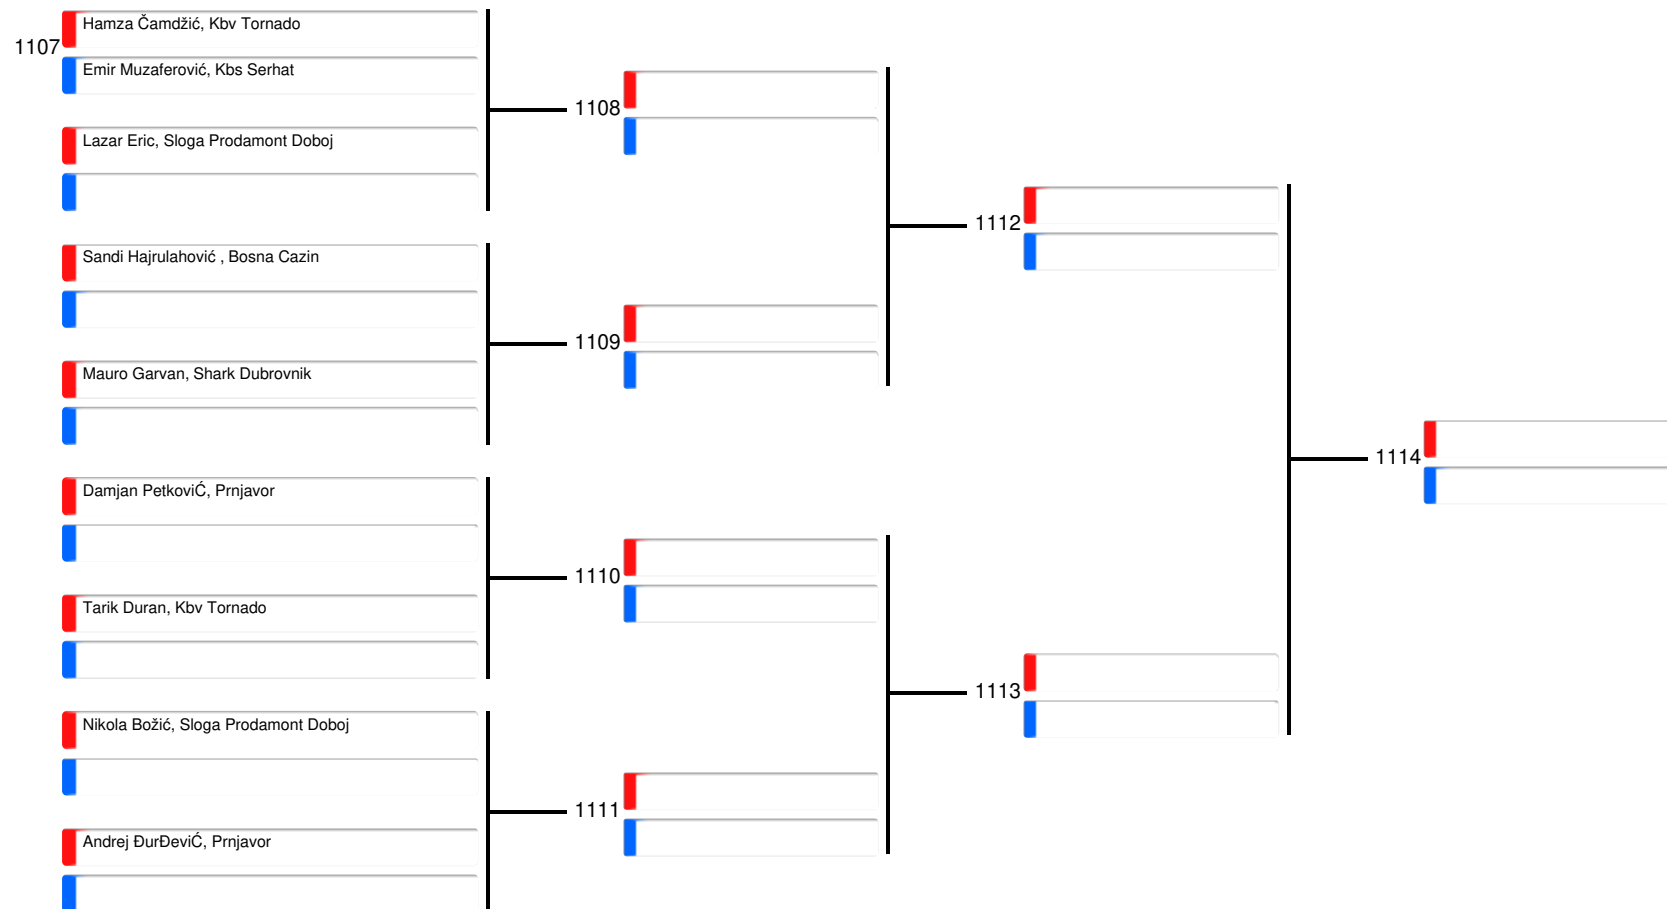 Hamza Čamdžić, Kbv Tornado
1107
Emir Muzaferović, Kbs Serhat
1108
Lazar Eric, Sloga Prodamont Doboj
1112
Sandi Hajrulahović , Bosna Cazin
1109
Mauro Garvan, Shark Dubrovnik
1114
Damjan PetkoviĆ, Prnjavor
1110
Tarik Duran, Kbv Tornado
1113
Nikola Božić, Sloga Prodamont Doboj
1111
Andrej ĐurĐeviĆ, Prnjavor